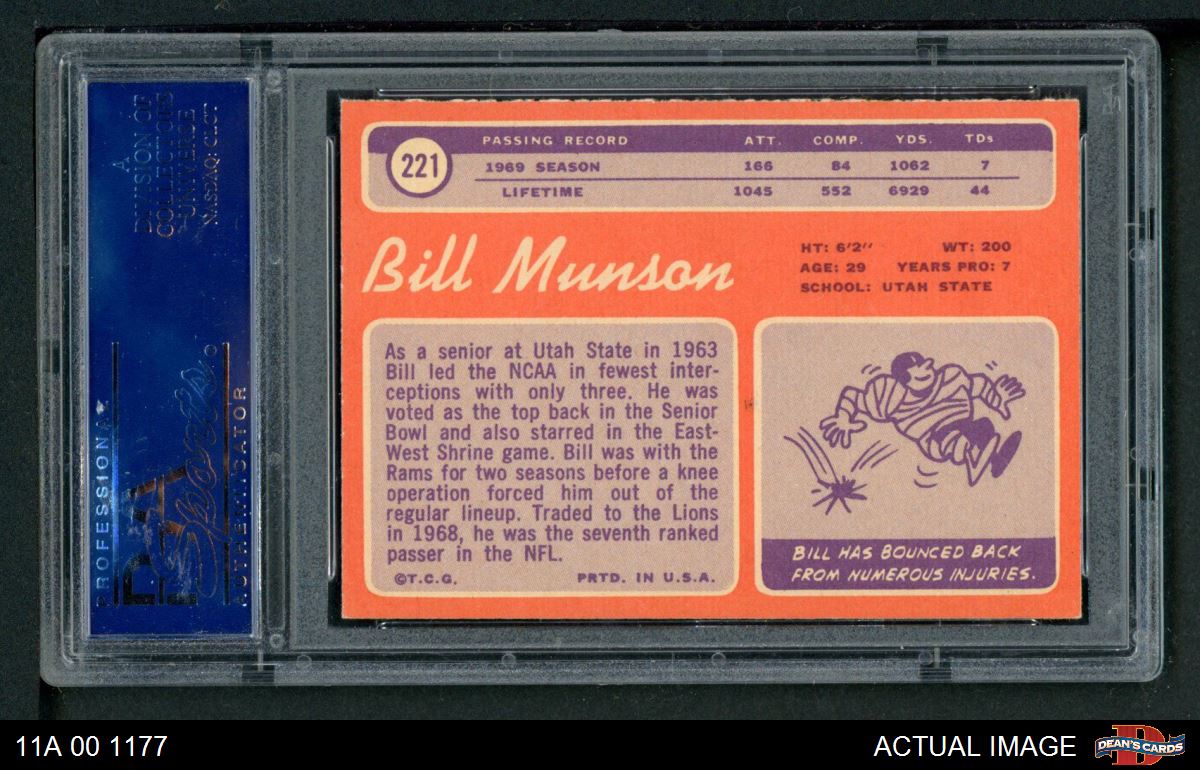 A
DIVISION OF
COLLECTORS
UNIVERSE
NASDAQ: CLCT
PROFESSIONAL
PSA
Sports
AUTHENTICATOR
221
PASSING RECORD ATT. COMP. YDS. TDs
1969 SEASON 166 84 1062 7
LIFETIME 1045 552 6929 44
Bill Munson
HT: 6'2" WT: 200
AGE: 29 YEARS PRO: 7
SCHOOL: UTAH STATE
As a senior at Utah State in 1963
Bill led the NCAA in fewest inter-
ceptions with only three. He was
voted as the top back in the Senior
Bowl and also starred in the East-
West Shrine game. Bill was with the
Rams for two seasons before a knee
operation forced him out of the
regular lineup. Traded to the Lions
in 1968, he was the seventh ranked
passer in the NFL.
©T.C.G. PRTD. IN U.S.A.
BILL HAS BOUNCED BACK
FROM NUMEROUS INJURIES.
11A 00 1177
ACTUAL IMAGE
D
DEAN'S CARDS